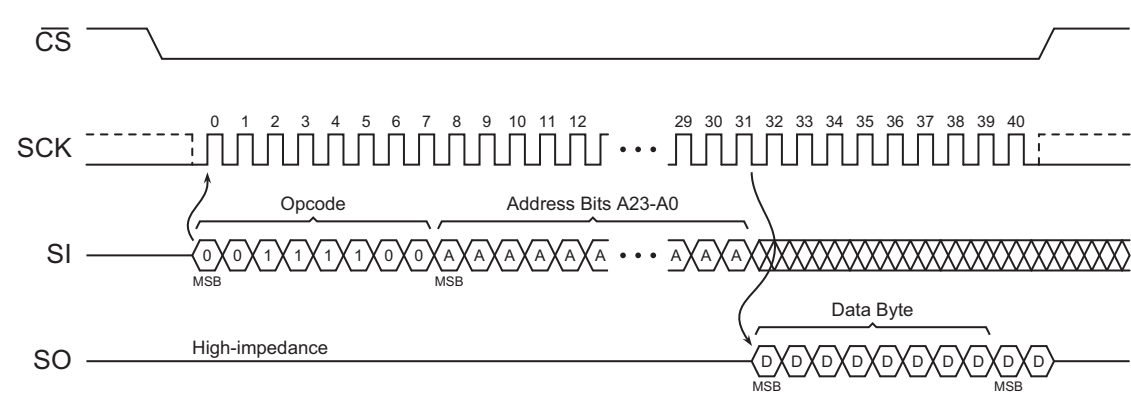 CS
0 1 2 3 4 5 6 7 8 9 10 11 12 29 30 31 32 33 34 35 36 37 38 39 40
SCK • • •
Opcode Address Bits A23-A0
SI 0 0 1 1 1 1 0 0 A A A A A A • • • A A A
MSB MSB
Data Byte
High-impedance
SO D D D D D D D D D D
MSB MSB